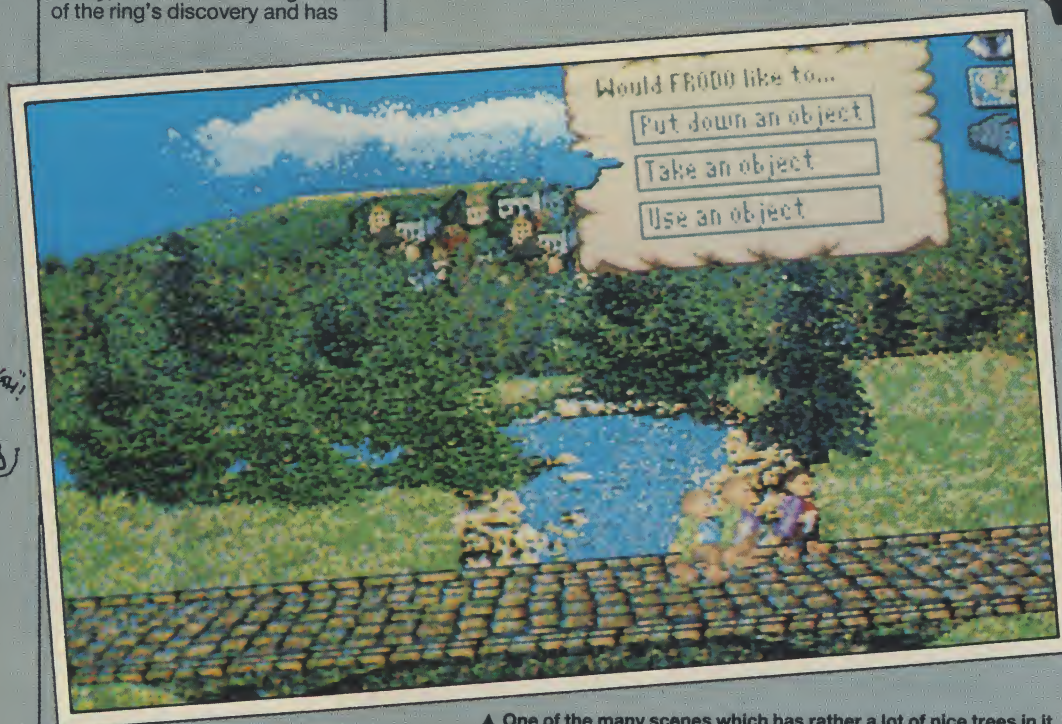 of the ring's discovery and has
Would FRODO like to...
Put down an object
Take an object
Use an object
▲ One of the many scenes which has rather a lot of nice trees in it